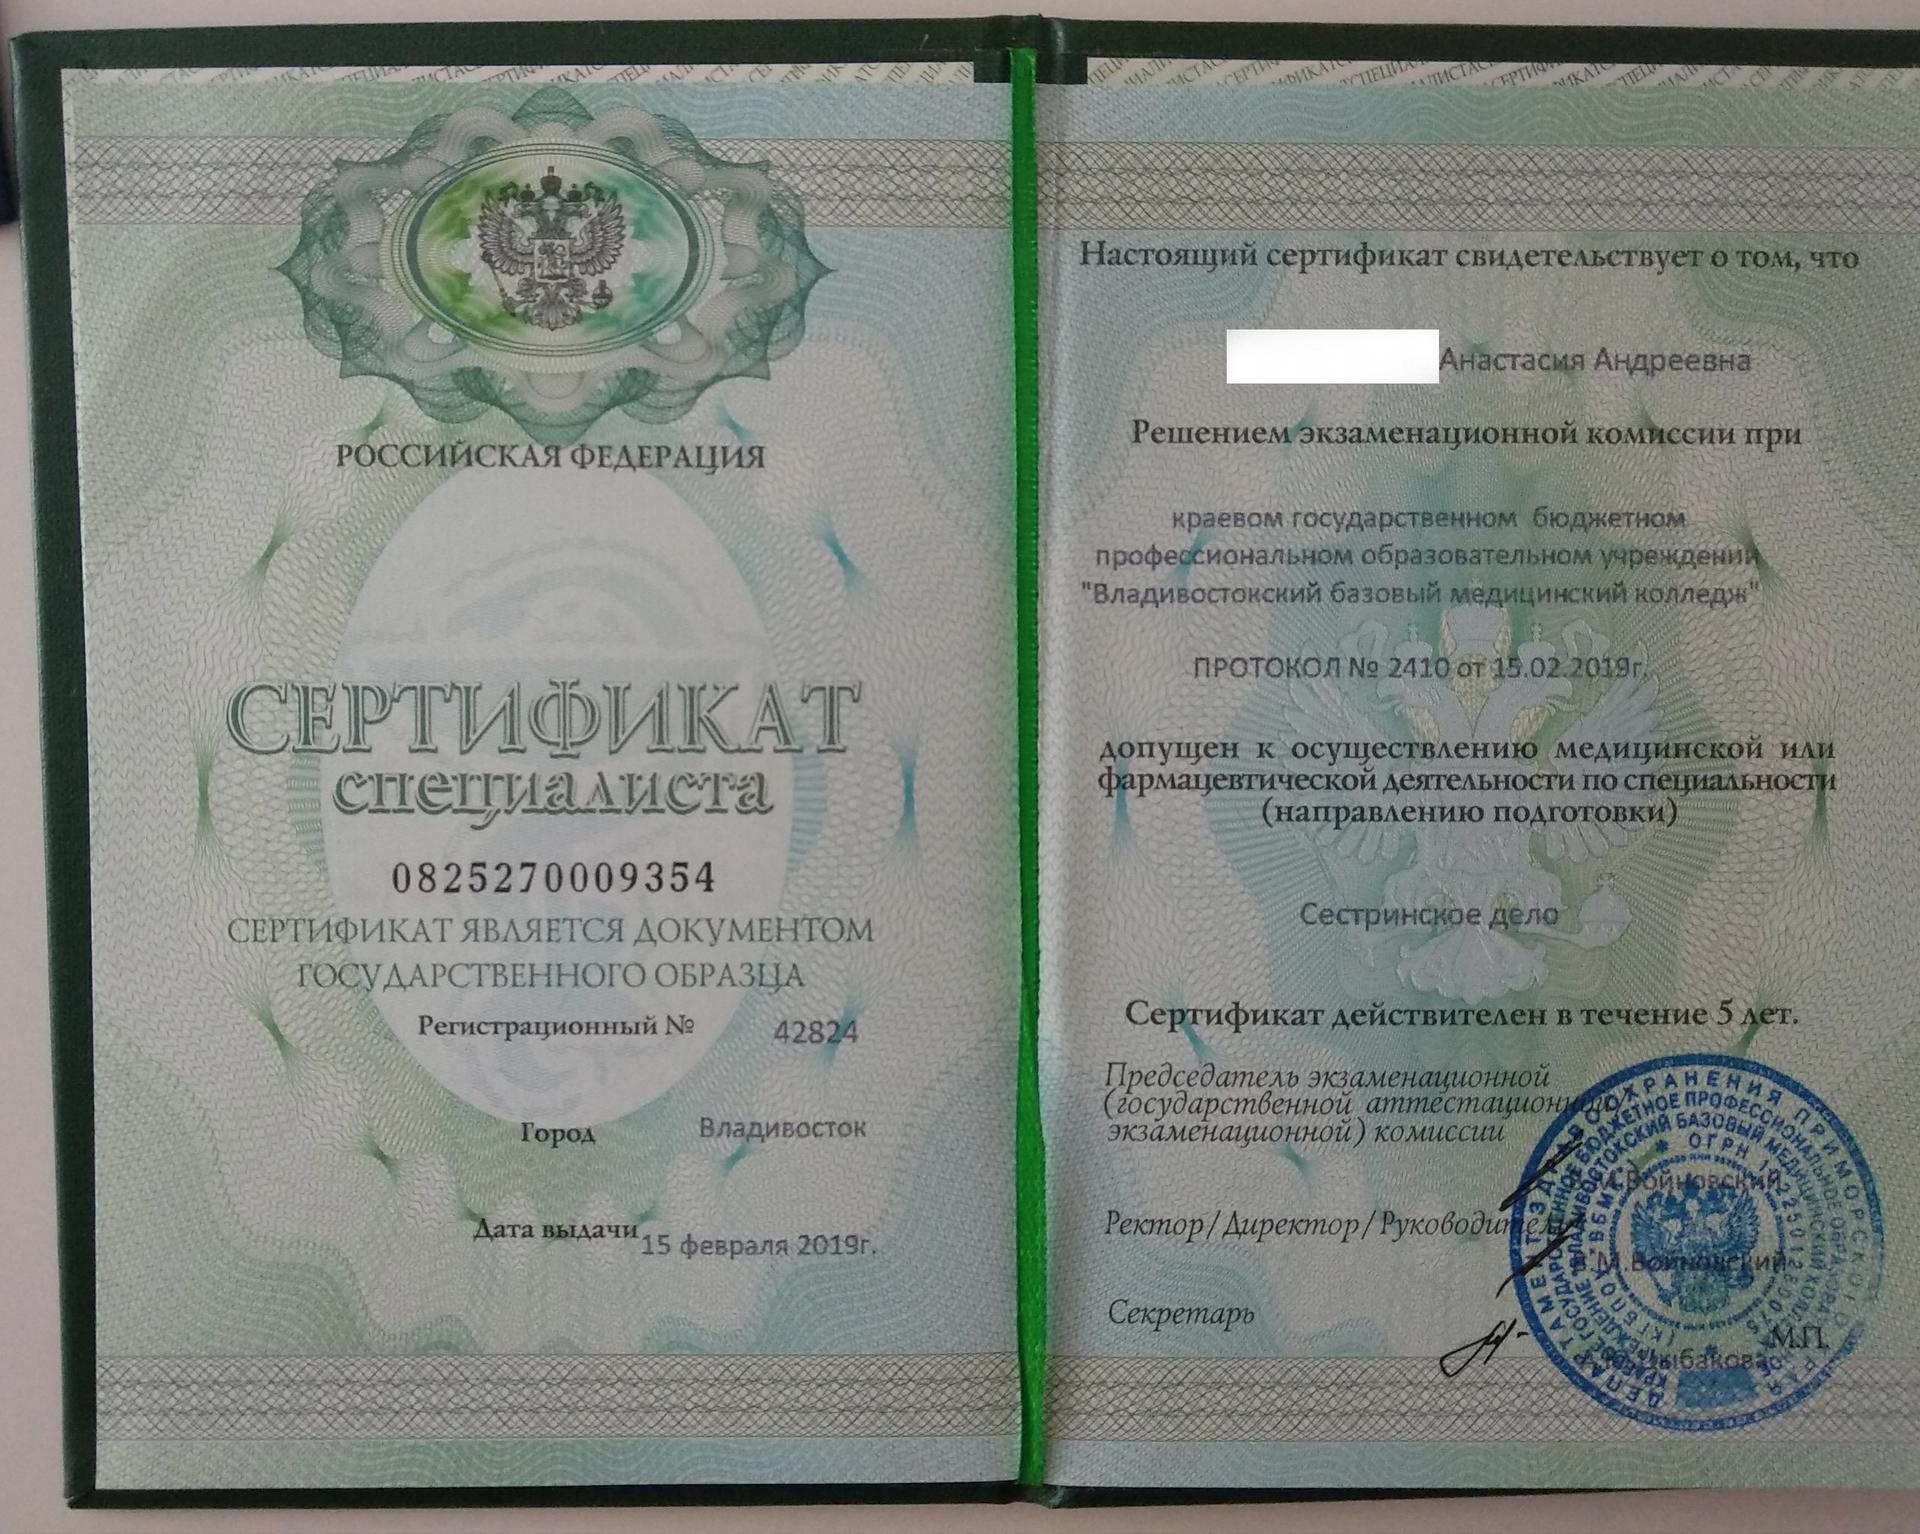 РОССИЙСКАЯ ФЕДЕРАЦИЯ
СЕРТИФИКАТ
специалиста
0825270009354
СЕРТИФИКАТ ЯВЛЯЕТСЯ ДОКУМЕНТОМ
ГОСУДАРСТВЕННОГО ОБРАЗЦА
Регистрационный № 42824
Город Владивосток
Дата выдачи 15 февраля 2019г.
Настоящий сертификат свидетельствует о том, что
Анастасия Андреевна
Решением экзаменационной комиссии при
краевом государственном бюджетном
профессиональном образовательном учреждении
"Владивостокский базовый медицинский колледж"
ПРОТОКОЛ № 2410 от 15.02.2019г.
допущен к осуществлению медицинской или
фармацевтической деятельности по специальности
(направлению подготовки)
Сестринское дело
Сертификат действителен в течение 5 лет.
Председатель экзаменационной
(государственной аттестационной,
экзаменационной) комиссии
В.М.Войновский
Ректор/Директор/Руководитель
В.М.Войновский
Секретарь
М.П.